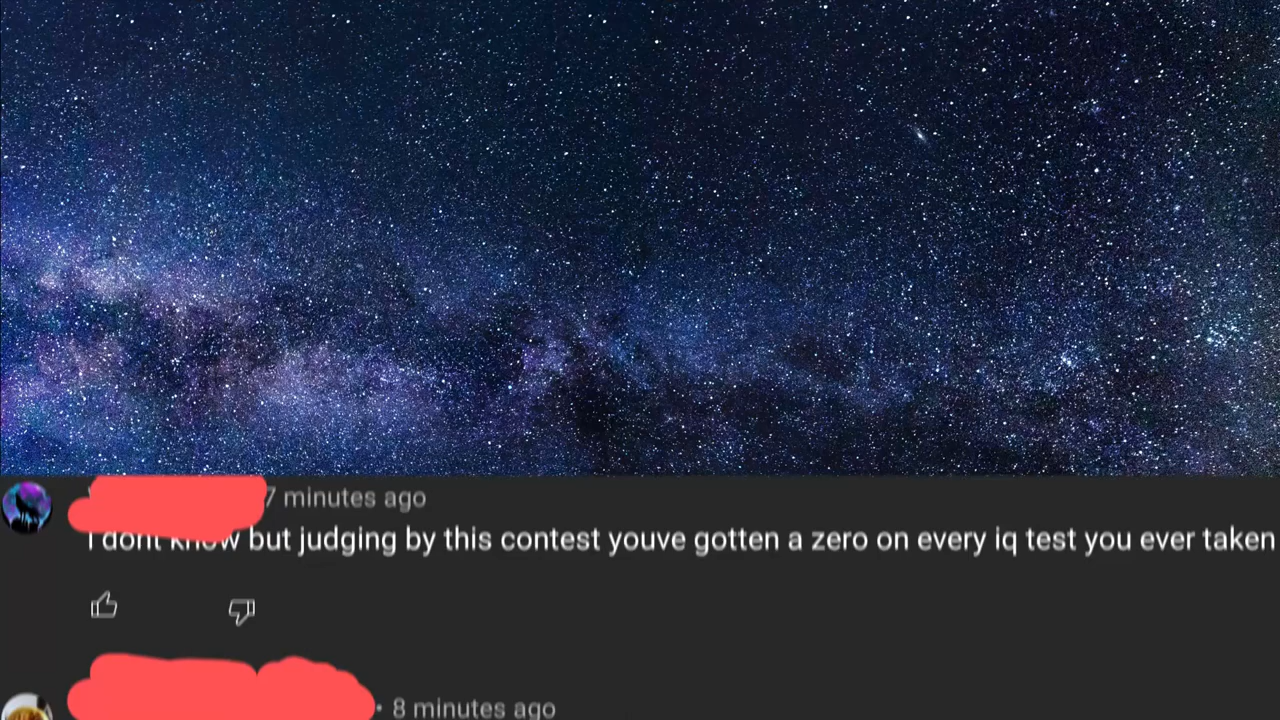 7 minutes ago
I dont know but judging by this contest youve gotten a zero on every iq test you ever taken
8 minutes ago